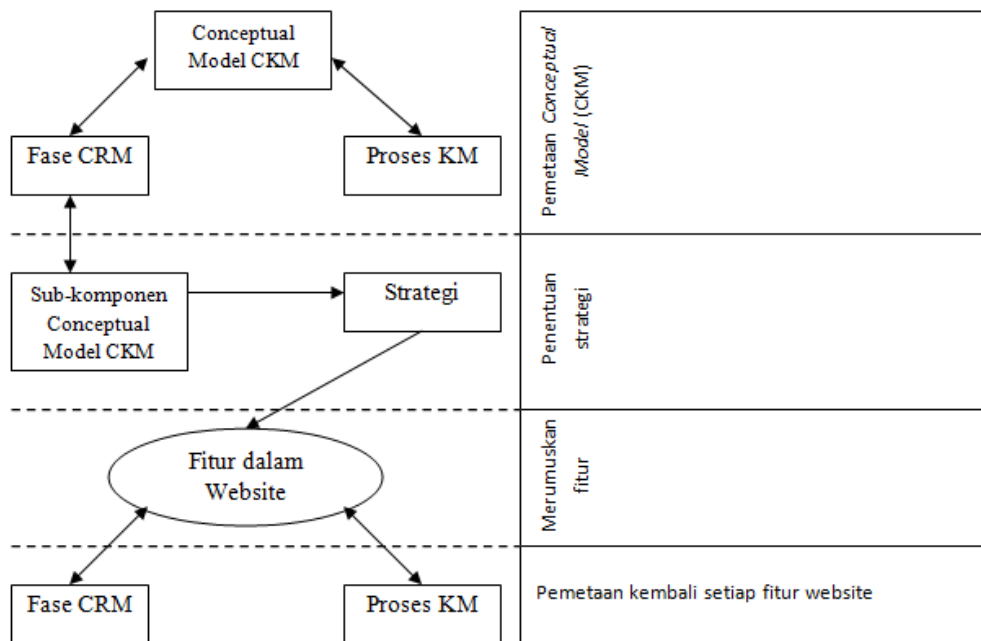 Conceptual
Model CKM
Fase CRM
Proses KM
Pemetaan Conceptual
Model (CKM)
Sub-komponen
Conceptual
Model CKM
Strategi
Penentuan
strategi
Fitur dalam
Website
Merumuskan
fitur
Fase CRM
Proses KM
Pemetaan kembali setiap fitur website